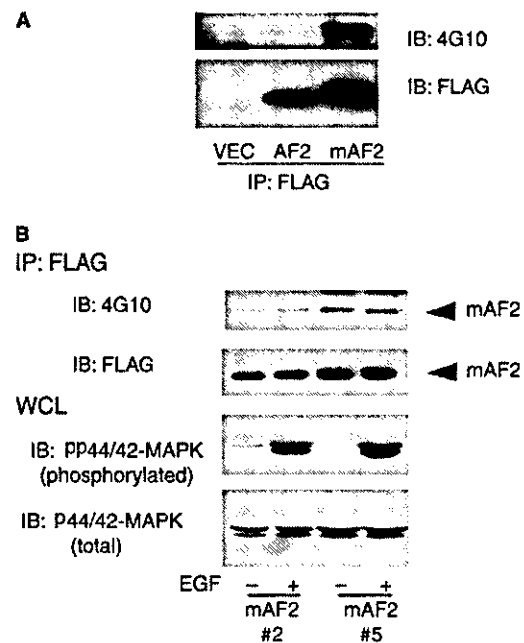 A
IB: 4G10
IB: FLAG
VEC AF2 mAF2
IP: FLAG
B
IP: FLAG
IB: 4G10
mAF2
IB: FLAG
mAF2
WCL
IB: pp44/42-MAPK
(phosphorylated)
IB: p44/42-MAPK
(total)
EGF − + − +
mAF2 mAF2
#2 #5